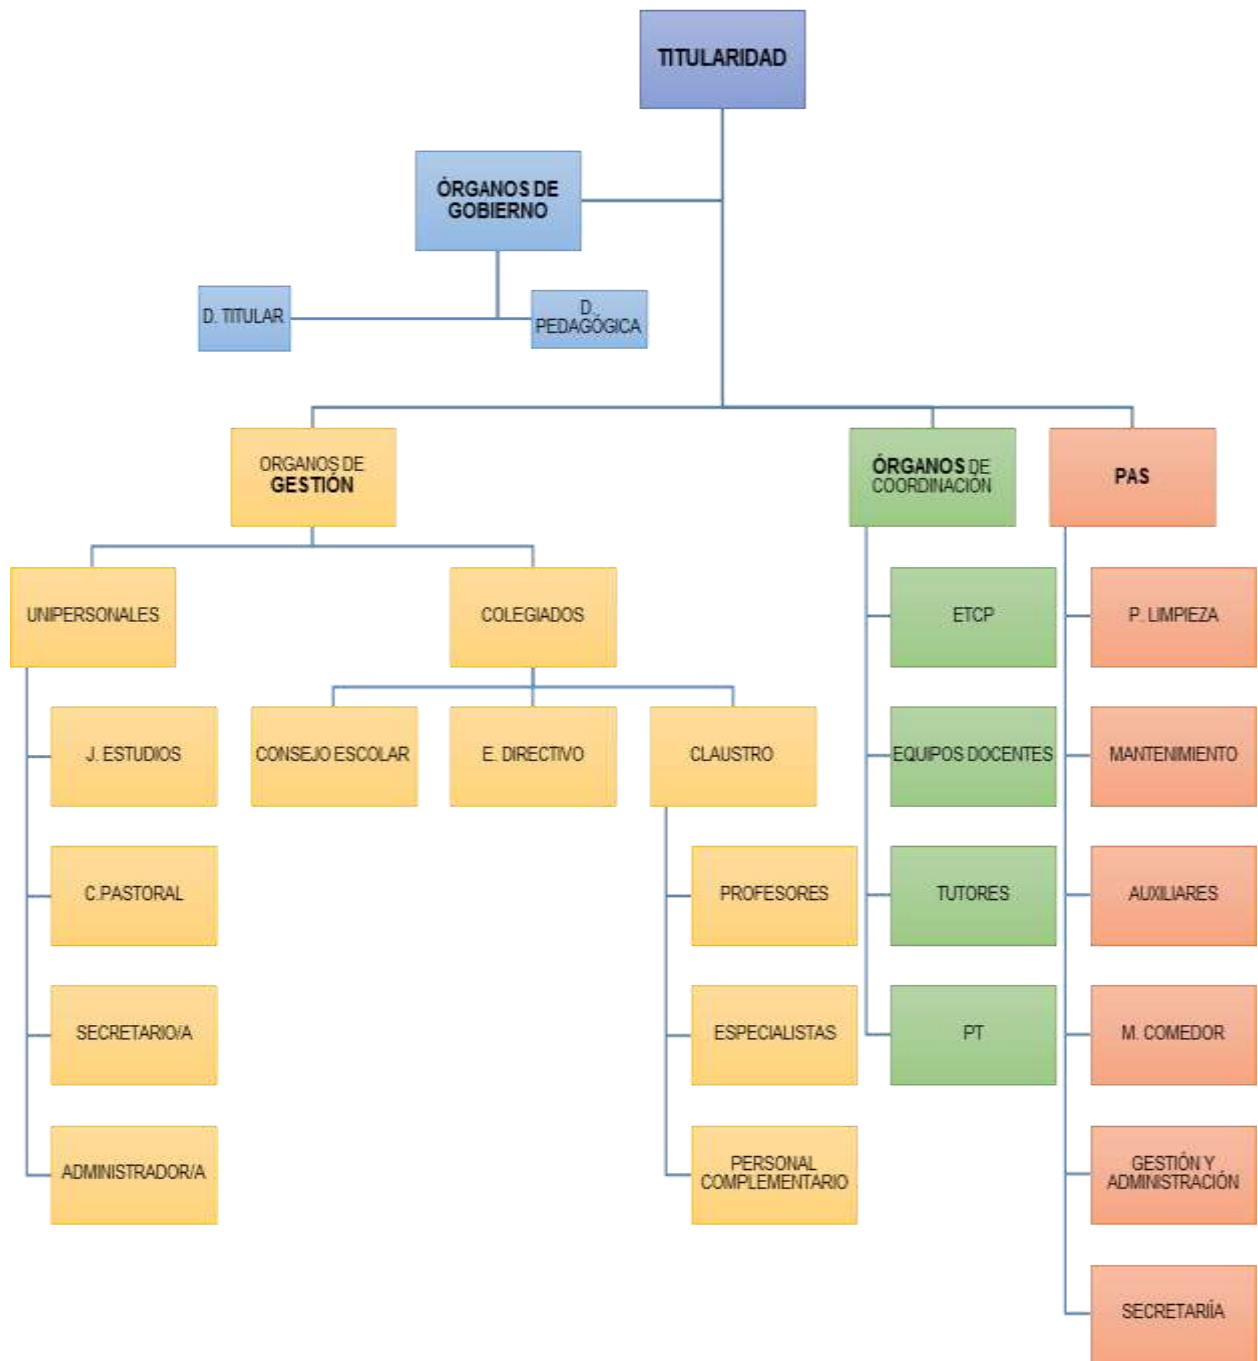 TITULARIDAD
ÓRGANOS DE
GOBIERNO
D. TITULAR
D.
PEDAGÓGICA
ORGANOS DE
GESTIÓN
ÓRGANOS DE
COORDINACIÓN
PAS
UNIPERSONALES
COLEGIADOS
ETCP
P. LIMPIEZA
J. ESTUDIOS
CONSEJO ESCOLAR
E. DIRECTIVO
CLAUSTRO
EQUIPOS DOCENTES
MANTENIMIENTO
C.PASTORAL
PROFESORES
TUTORES
AUXILIARES
SECRETARIO/A
ESPECIALISTAS
PT
M. COMEDOR
ADMINISTRADOR/A
PERSONAL
COMPLEMENTARIO
GESTIÓN Y
ADMINISTRACIÓN
SECRETARIÍA